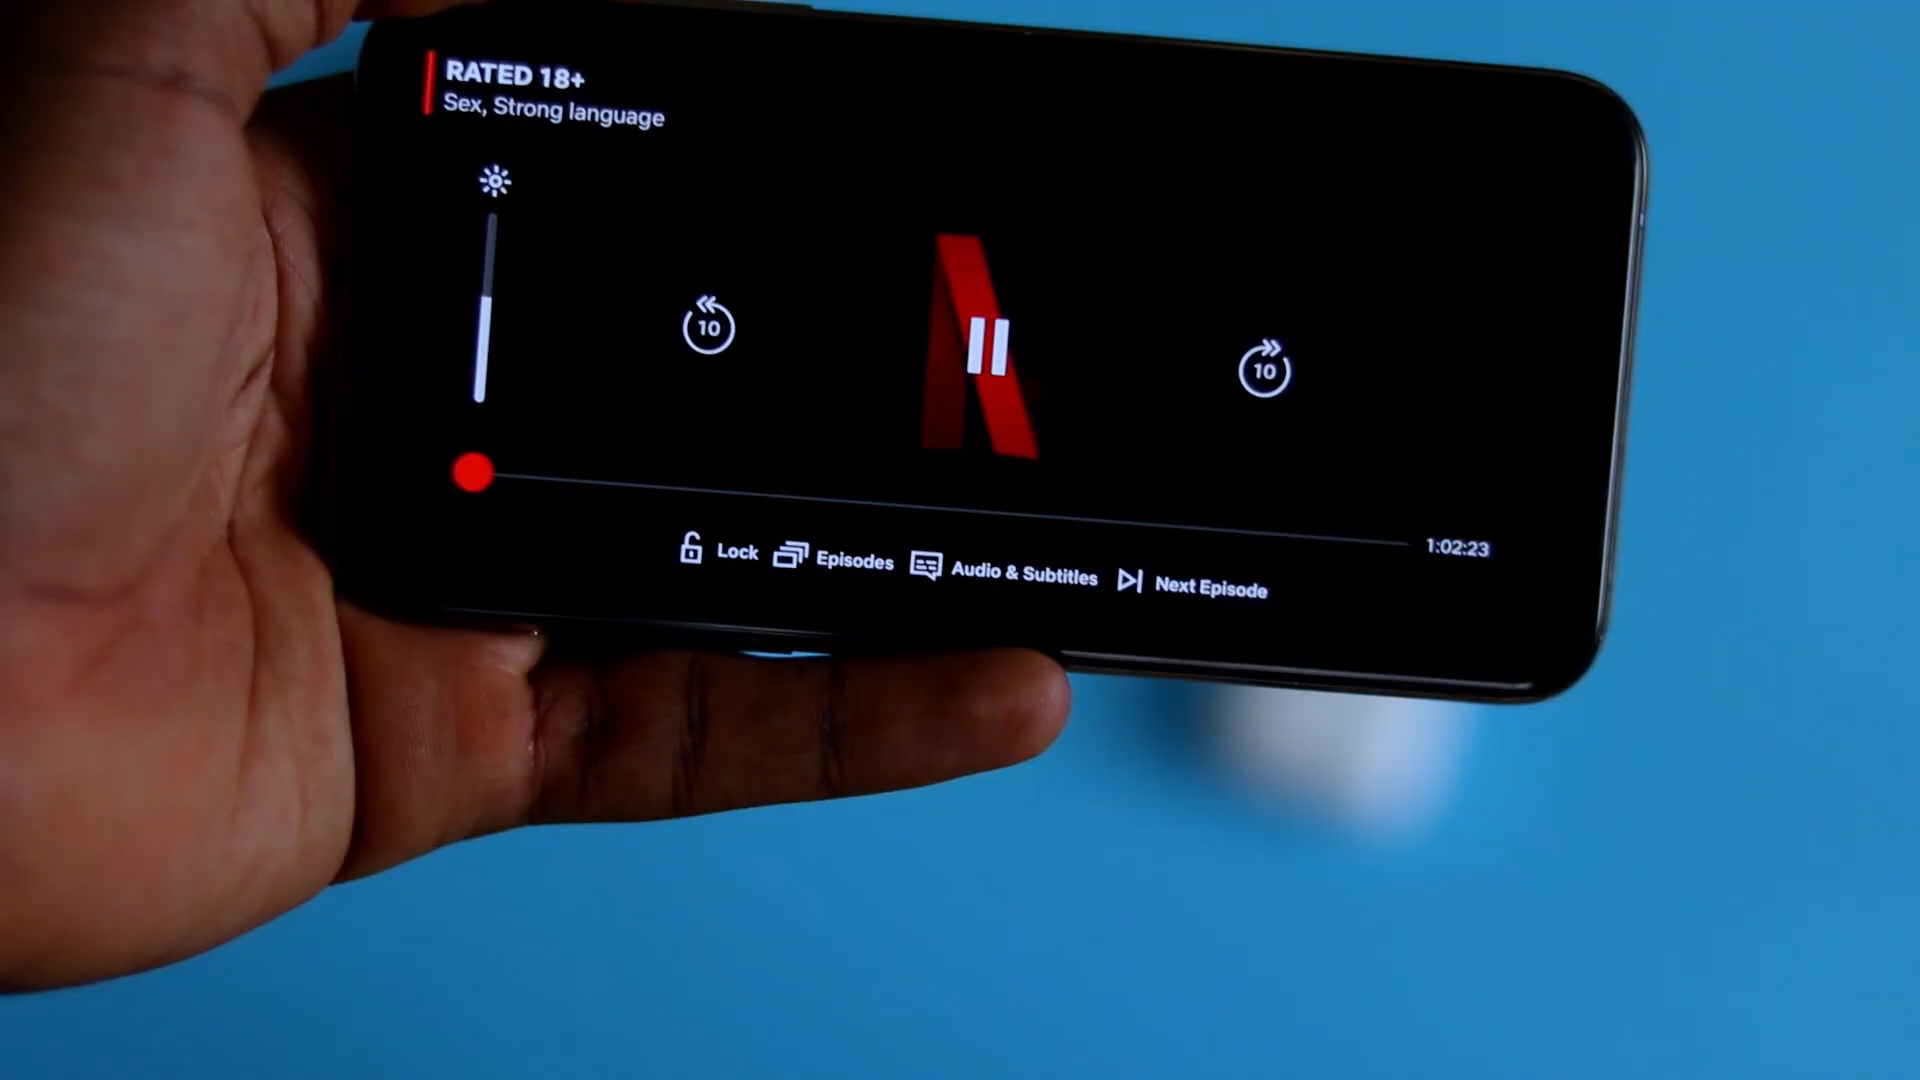 RATED 18+
Sex, Strong language
10
10
1:02:23
Lock
Episodes
Audio & Subtitles
Next Episode